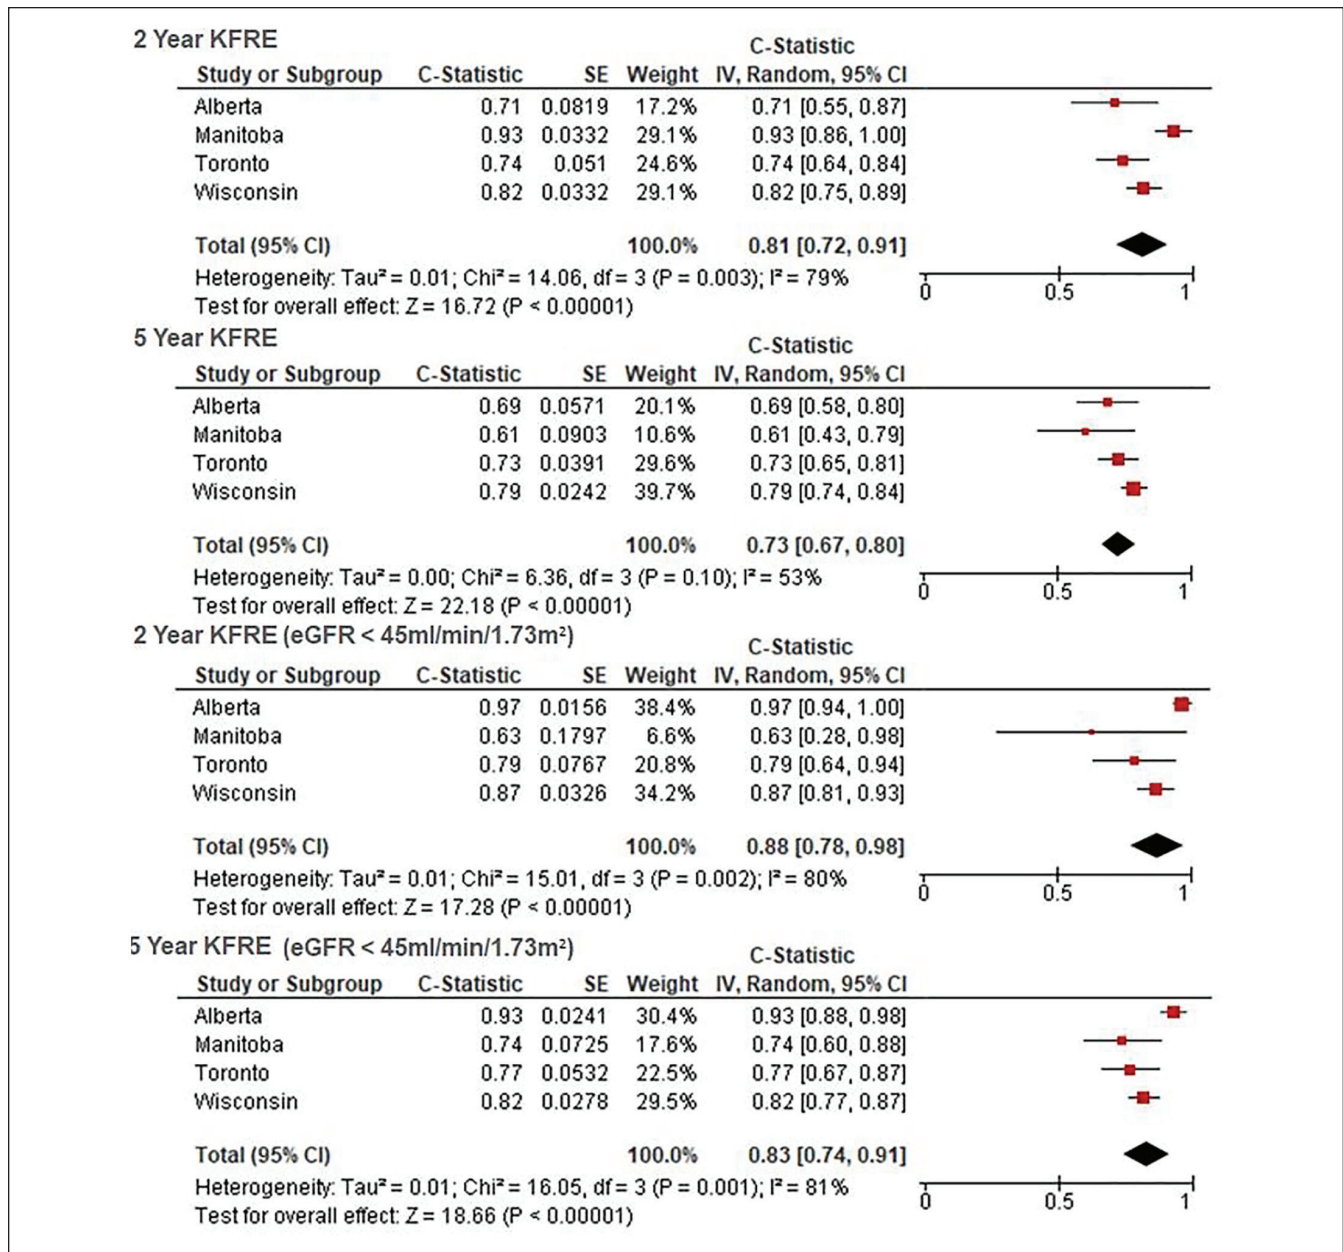 2 Year KFRE
C-Statistic
Study or Subgroup C-Statistic SE Weight IV, Random, 95% CI
Alberta 0.71 0.0819 17.2% 0.71 [0.55, 0.87]
Manitoba 0.93 0.0332 29.1% 0.93 [0.86, 1.00]
Toronto 0.74 0.051 24.6% 0.74 [0.64, 0.84]
Wisconsin 0.82 0.0332 29.1% 0.82 [0.75, 0.89]
Total (95% CI) 100.0% 0.81 [0.72, 0.91]
Heterogeneity: Tau² = 0.01; Chi² = 14.06, df = 3 (P = 0.003); I² = 79%
Test for overall effect: Z = 16.72 (P < 0.00001)
0 0.5 1
5 Year KFRE
C-Statistic
Study or Subgroup C-Statistic SE Weight IV, Random, 95% CI
Alberta 0.69 0.0571 20.1% 0.69 [0.58, 0.80]
Manitoba 0.61 0.0903 10.6% 0.61 [0.43, 0.79]
Toronto 0.73 0.0391 29.6% 0.73 [0.65, 0.81]
Wisconsin 0.79 0.0242 39.7% 0.79 [0.74, 0.84]
Total (95% CI) 100.0% 0.73 [0.67, 0.80]
Heterogeneity: Tau² = 0.00; Chi² = 6.36, df = 3 (P = 0.10); I² = 53%
Test for overall effect: Z = 22.18 (P < 0.00001)
0 0.5 1
2 Year KFRE (eGFR < 45ml/min/1.73m²)
C-Statistic
Study or Subgroup C-Statistic SE Weight IV, Random, 95% CI
Alberta 0.97 0.0156 38.4% 0.97 [0.94, 1.00]
Manitoba 0.63 0.1797 6.6% 0.63 [0.28, 0.98]
Toronto 0.79 0.0767 20.8% 0.79 [0.64, 0.94]
Wisconsin 0.87 0.0326 34.2% 0.87 [0.81, 0.93]
Total (95% CI) 100.0% 0.88 [0.78, 0.98]
Heterogeneity: Tau² = 0.01; Chi² = 15.01, df = 3 (P = 0.002); I² = 80%
Test for overall effect: Z = 17.28 (P < 0.00001)
0 0.5 1
5 Year KFRE (eGFR < 45ml/min/1.73m²)
C-Statistic
Study or Subgroup C-Statistic SE Weight IV, Random, 95% CI
Alberta 0.93 0.0241 30.4% 0.93 [0.88, 0.98]
Manitoba 0.74 0.0725 17.6% 0.74 [0.60, 0.88]
Toronto 0.77 0.0532 22.5% 0.77 [0.67, 0.87]
Wisconsin 0.82 0.0278 29.5% 0.82 [0.77, 0.87]
Total (95% CI) 100.0% 0.83 [0.74, 0.91]
Heterogeneity: Tau² = 0.01; Chi² = 16.05, df = 3 (P = 0.001); I² = 81%
Test for overall effect: Z = 18.66 (P < 0.00001)
0 0.5 1